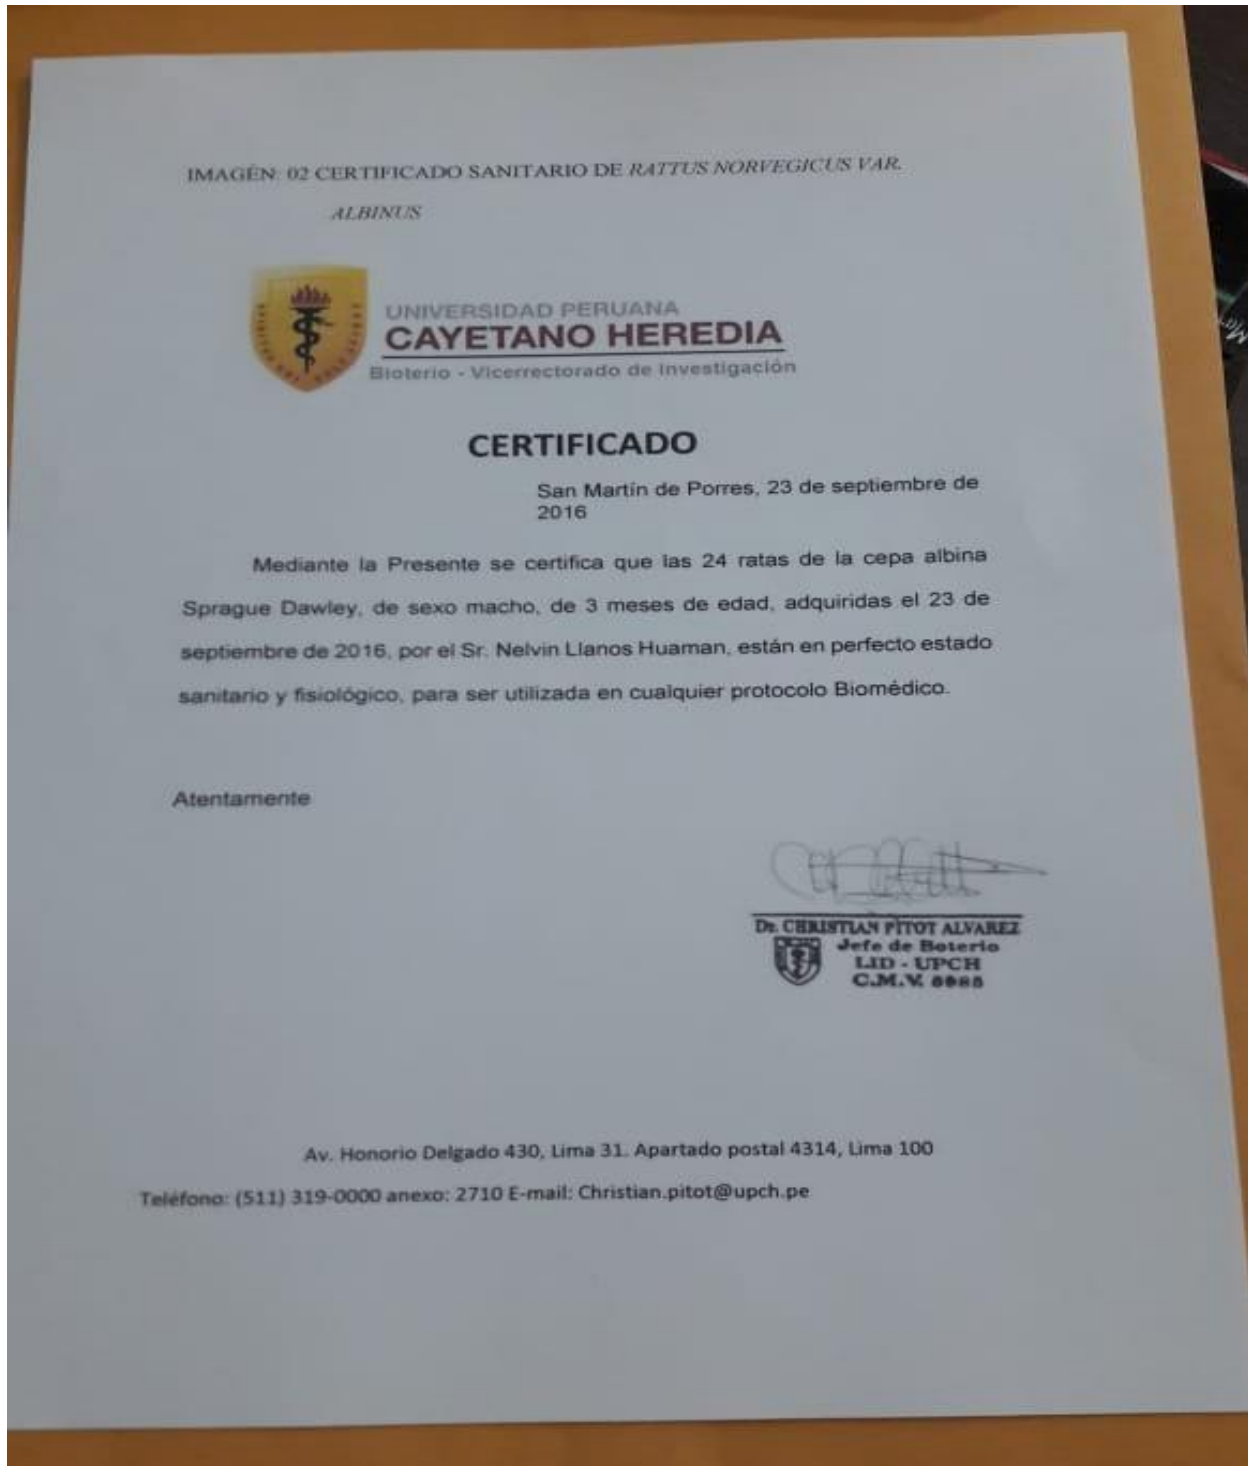 IMAGÉN: 02 CERTIFICADO SANITARIO DE RATTUS NORVEGICUS VAR.
ALBINUS
UNIVERSIDAD PERUANA
CAYETANO HEREDIA
Bioterio - Vicerrectorado de Investigación
CERTIFICADO
San Martín de Porres, 23 de septiembre de
2016
Mediante la Presente se certifica que las 24 ratas de la cepa albina
Sprague Dawley, de sexo macho, de 3 meses de edad, adquiridas el 23 de
septiembre de 2016, por el Sr. Nelvin Llanos Huaman, están en perfecto estado
sanitario y fisiológico, para ser utilizada en cualquier protocolo Biomédico.
Atentamente
Dr. CHRISTIAN PITOT ALVAREZ
Jefe de Boterio
LID - UPCH
C.M.V.
Av. Honorio Delgado 430, Lima 31. Apartado postal 4314, Lima 100
Teléfono: (511) 319-0000 anexo: 2710 E-mail: Christian.pitot@upch.pe